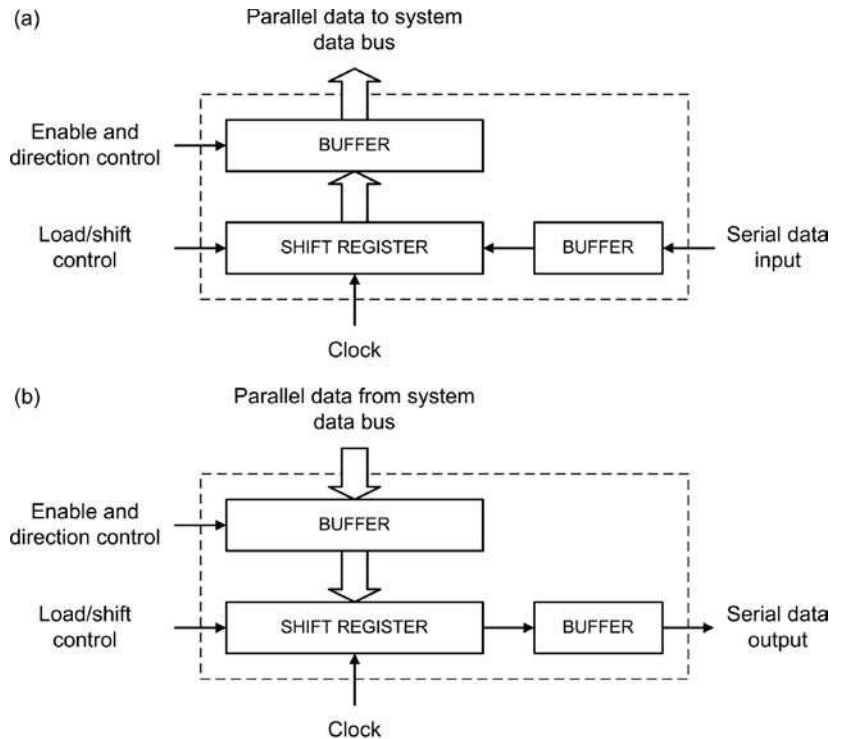 (a)
Parallel data to system
data bus
Enable and
direction control
BUFFER
Load/shift
control
SHIFT REGISTER
BUFFER
Serial data
input
Clock
(b)
Parallel data from system
data bus
Enable and
direction control
BUFFER
Load/shift
control
SHIFT REGISTER
BUFFER
Serial data
output
Clock